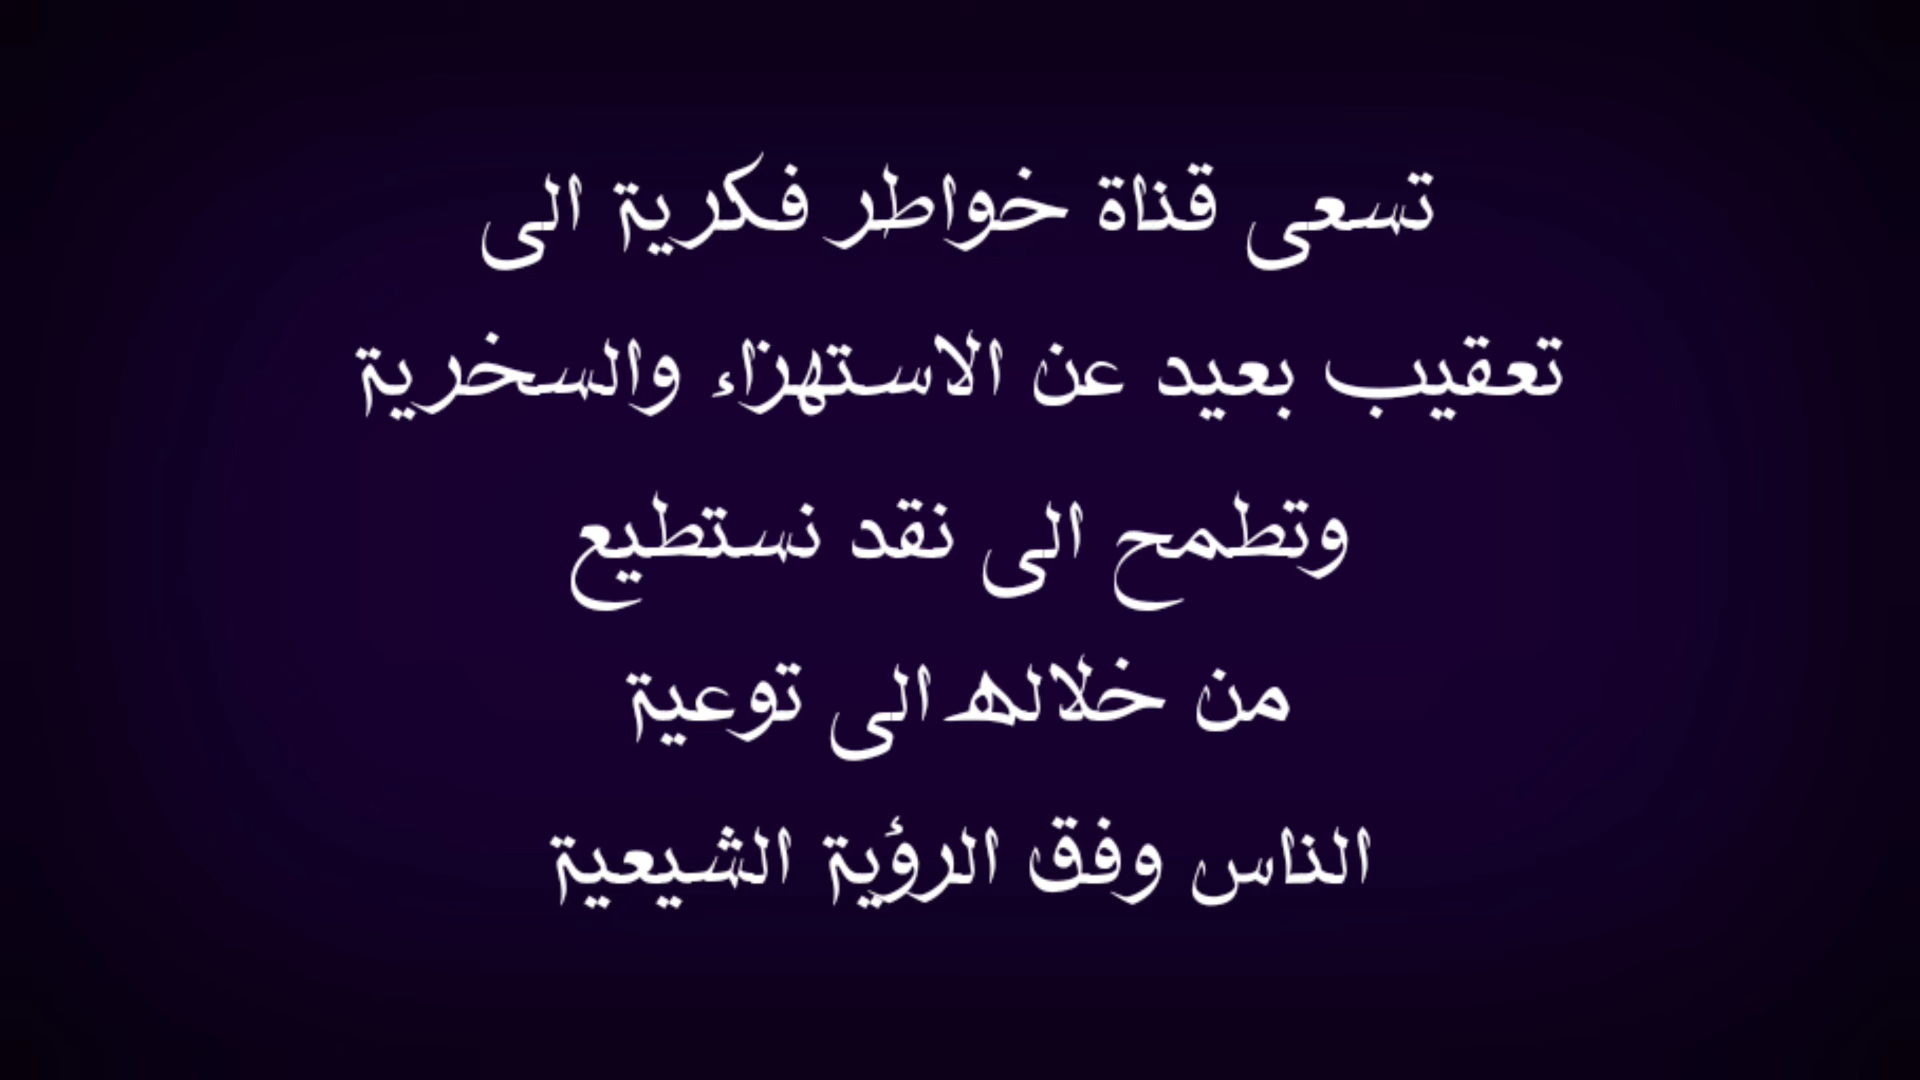 تسعى قناة خواطر فكرية الى
تعقيب بعيد عن الاستهزاء والسخرية
وتطمح الى نقد نستطيع
من خلاله الى توعية
الناس وفق الرؤية الشيعية